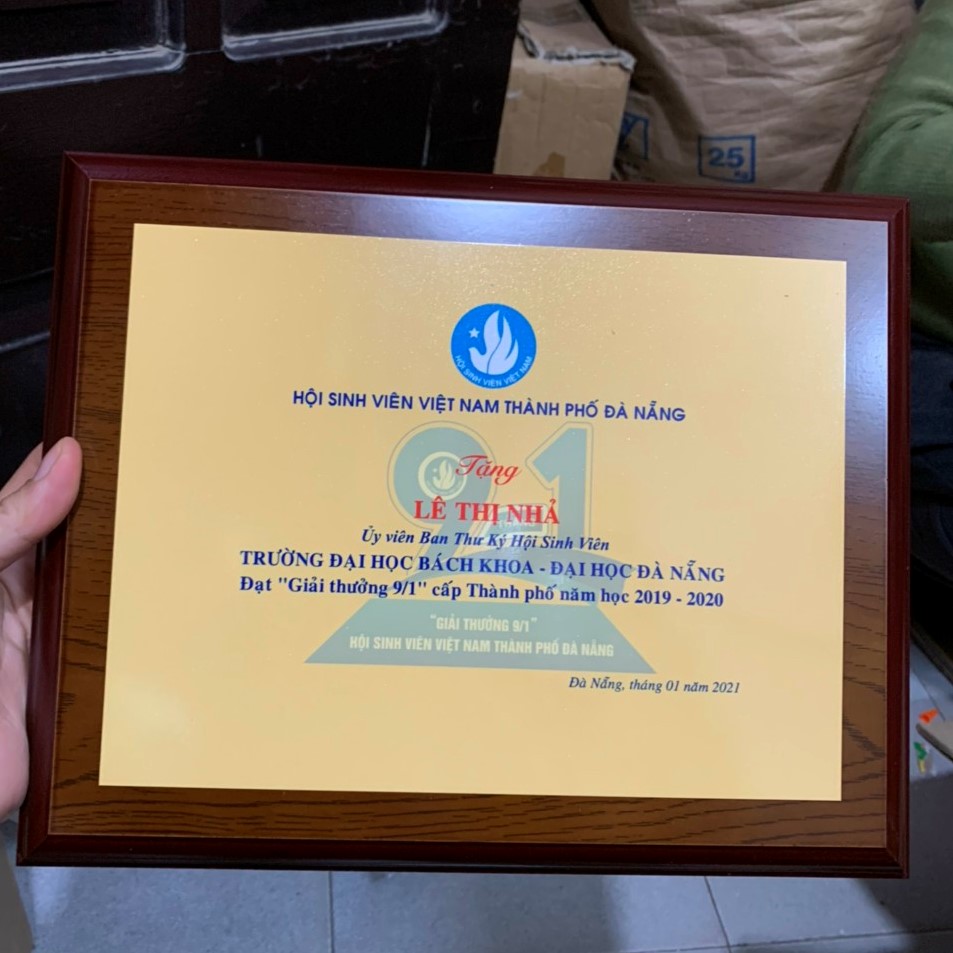 25
Kg
HỘI SINH VIÊN VIỆT NAM
HỘI SINH VIÊN VIỆT NAM THÀNH PHỐ ĐÀ NẴNG
91
Tặng
LÊ THỊ NHẢ
Ủy viên Ban Thư Ký Hội Sinh Viên
TRƯỜNG ĐẠI HỌC BÁCH KHOA - ĐẠI HỌC ĐÀ NẴNG
Đạt "Giải thưởng 9/1" cấp Thành phố năm học 2019 - 2020
"GIẢI THƯỞNG 9/1"
HỘI SINH VIÊN VIỆT NAM THÀNH PHỐ ĐÀ NẴNG
Đà Nẵng, tháng 01 năm 2021